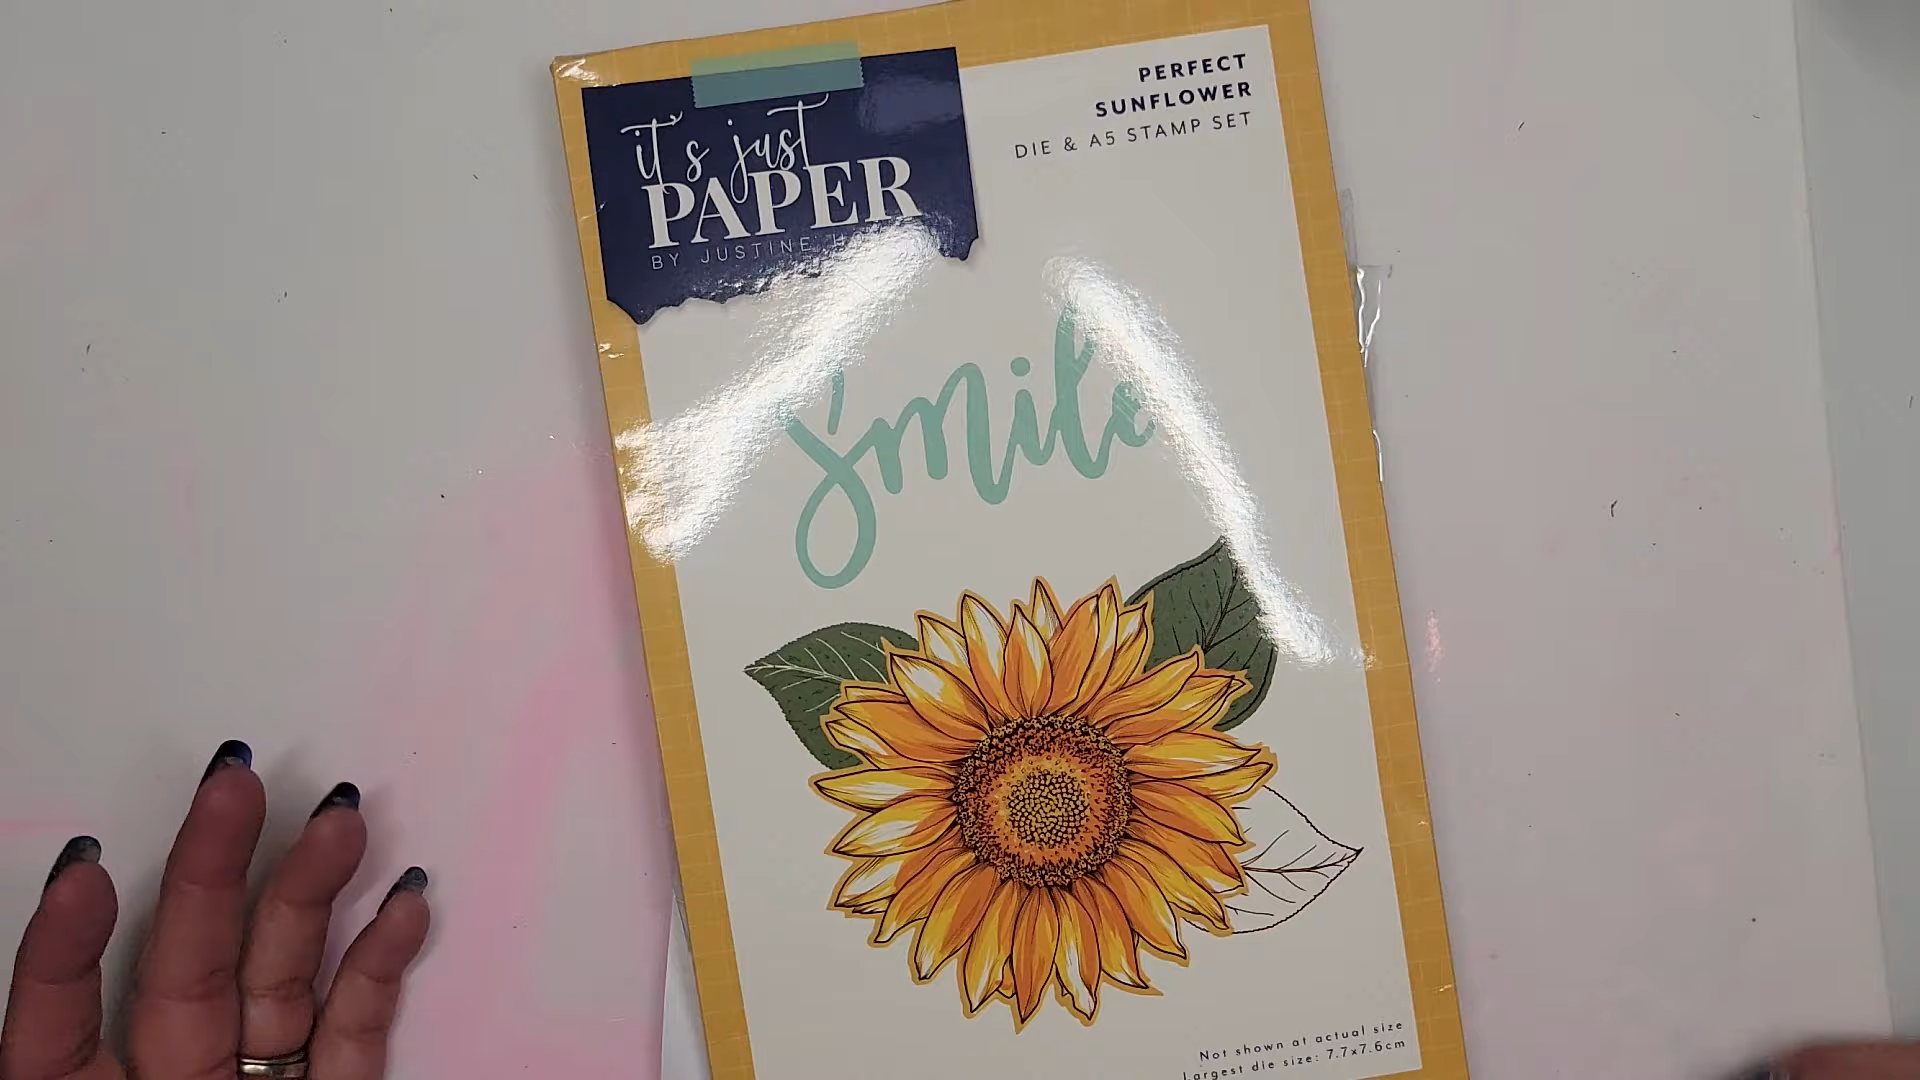 it's just
PAPER
BY JUSTINE
PERFECT
SUNFLOWER
DIE & A5 STAMP SET
Smile
Not shown at actual size
Largest die size: 7.7x7.6cm